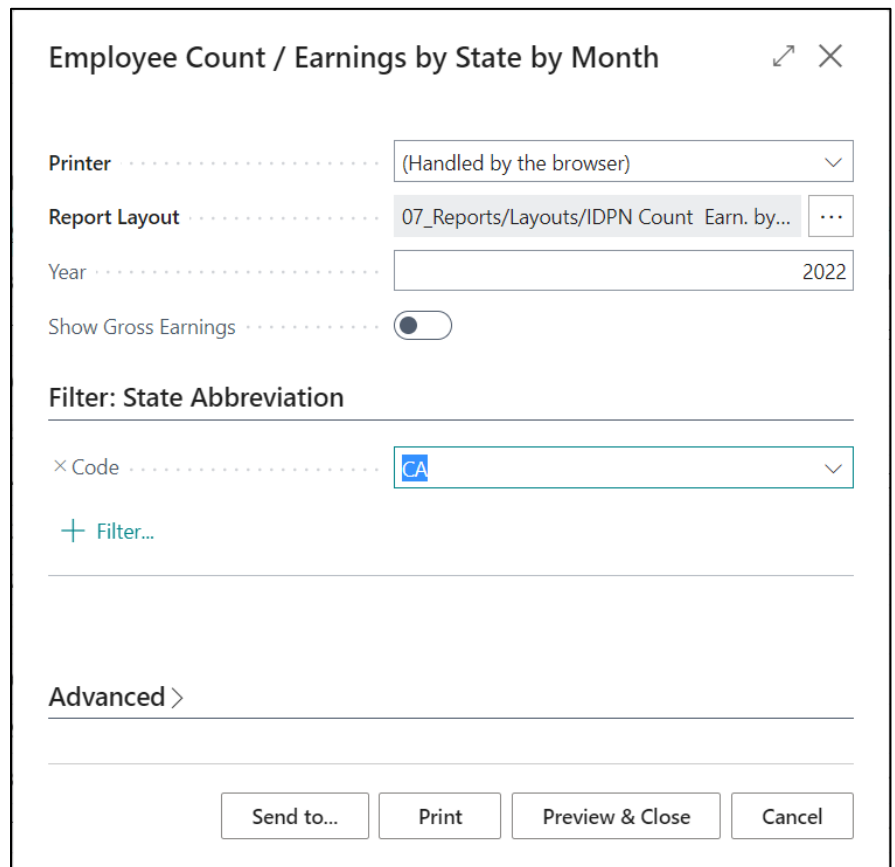 Employee Count / Earnings by State by Month
Printer (Handled by the browser)
Report Layout 07_Reports/Layouts/IDPN Count Earn. by... ...
Year 2022
Show Gross Earnings
Filter: State Abbreviation
× Code CA
+ Filter...
Advanced >
Send to... Print Preview & Close Cancel